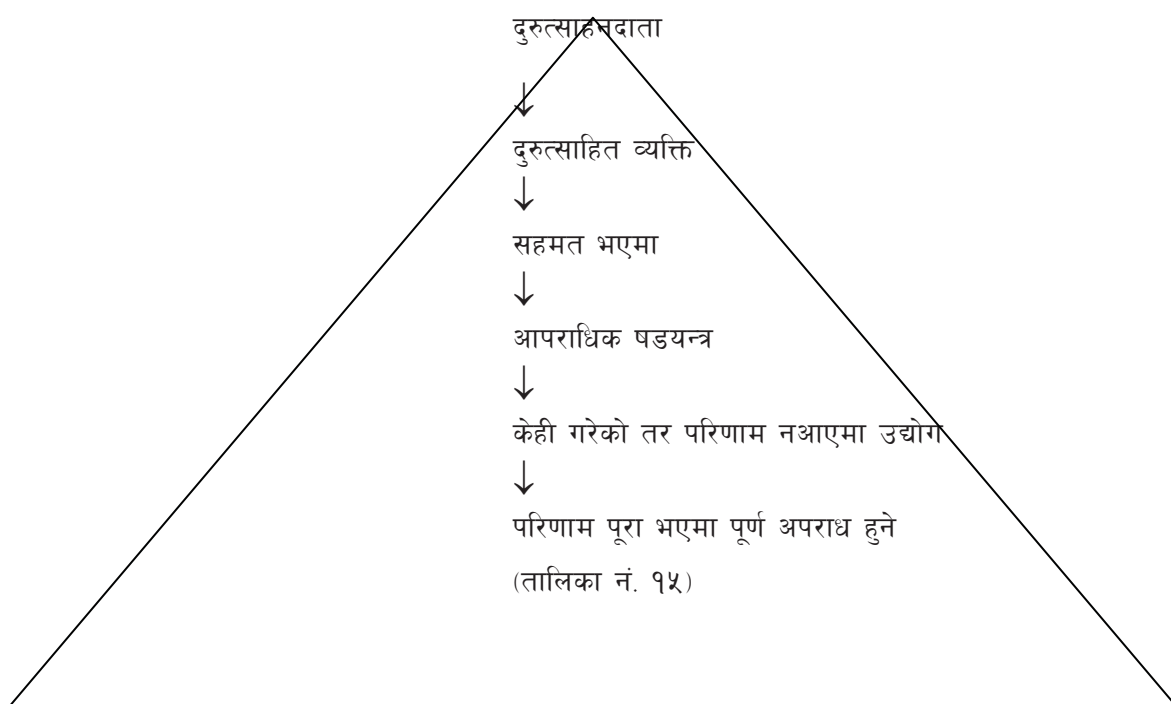 दुरुत्साहनदाता
↓
दुरुत्साहित व्यक्ति
↓
सहमत भएमा
↓
आपराधिक षडयन्त्र
↓
केही गरेको तर परिणाम नआएमा उद्योग
↓
परिणाम पूरा भएमा पूर्ण अपराध हुने
(तालिका नं. १५)